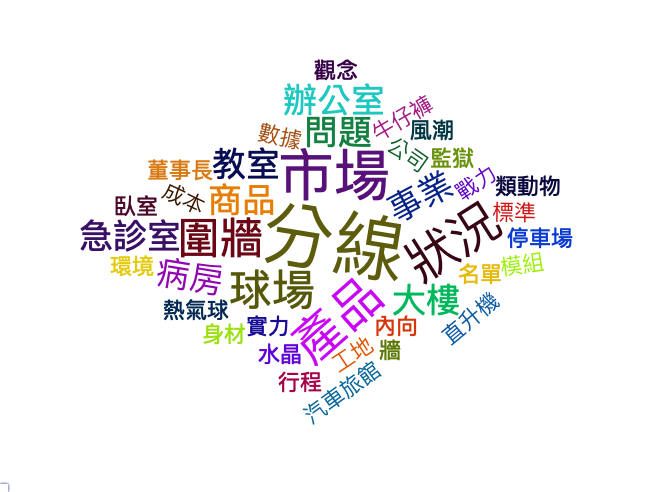 觀念
辦公室
牛仔褲
數據
問題
風潮
公司
監獄
董事長
教室
市場
戰力
類動物
臥室
成本
商品
事業
標準
急診室
圍牆
分線
狀況
停車場
環境
病房
球場
名單
模組
熱氣球
產品
大樓
直升機
身材
實力
內向
水晶
工地
牆
行程
汽車旅館